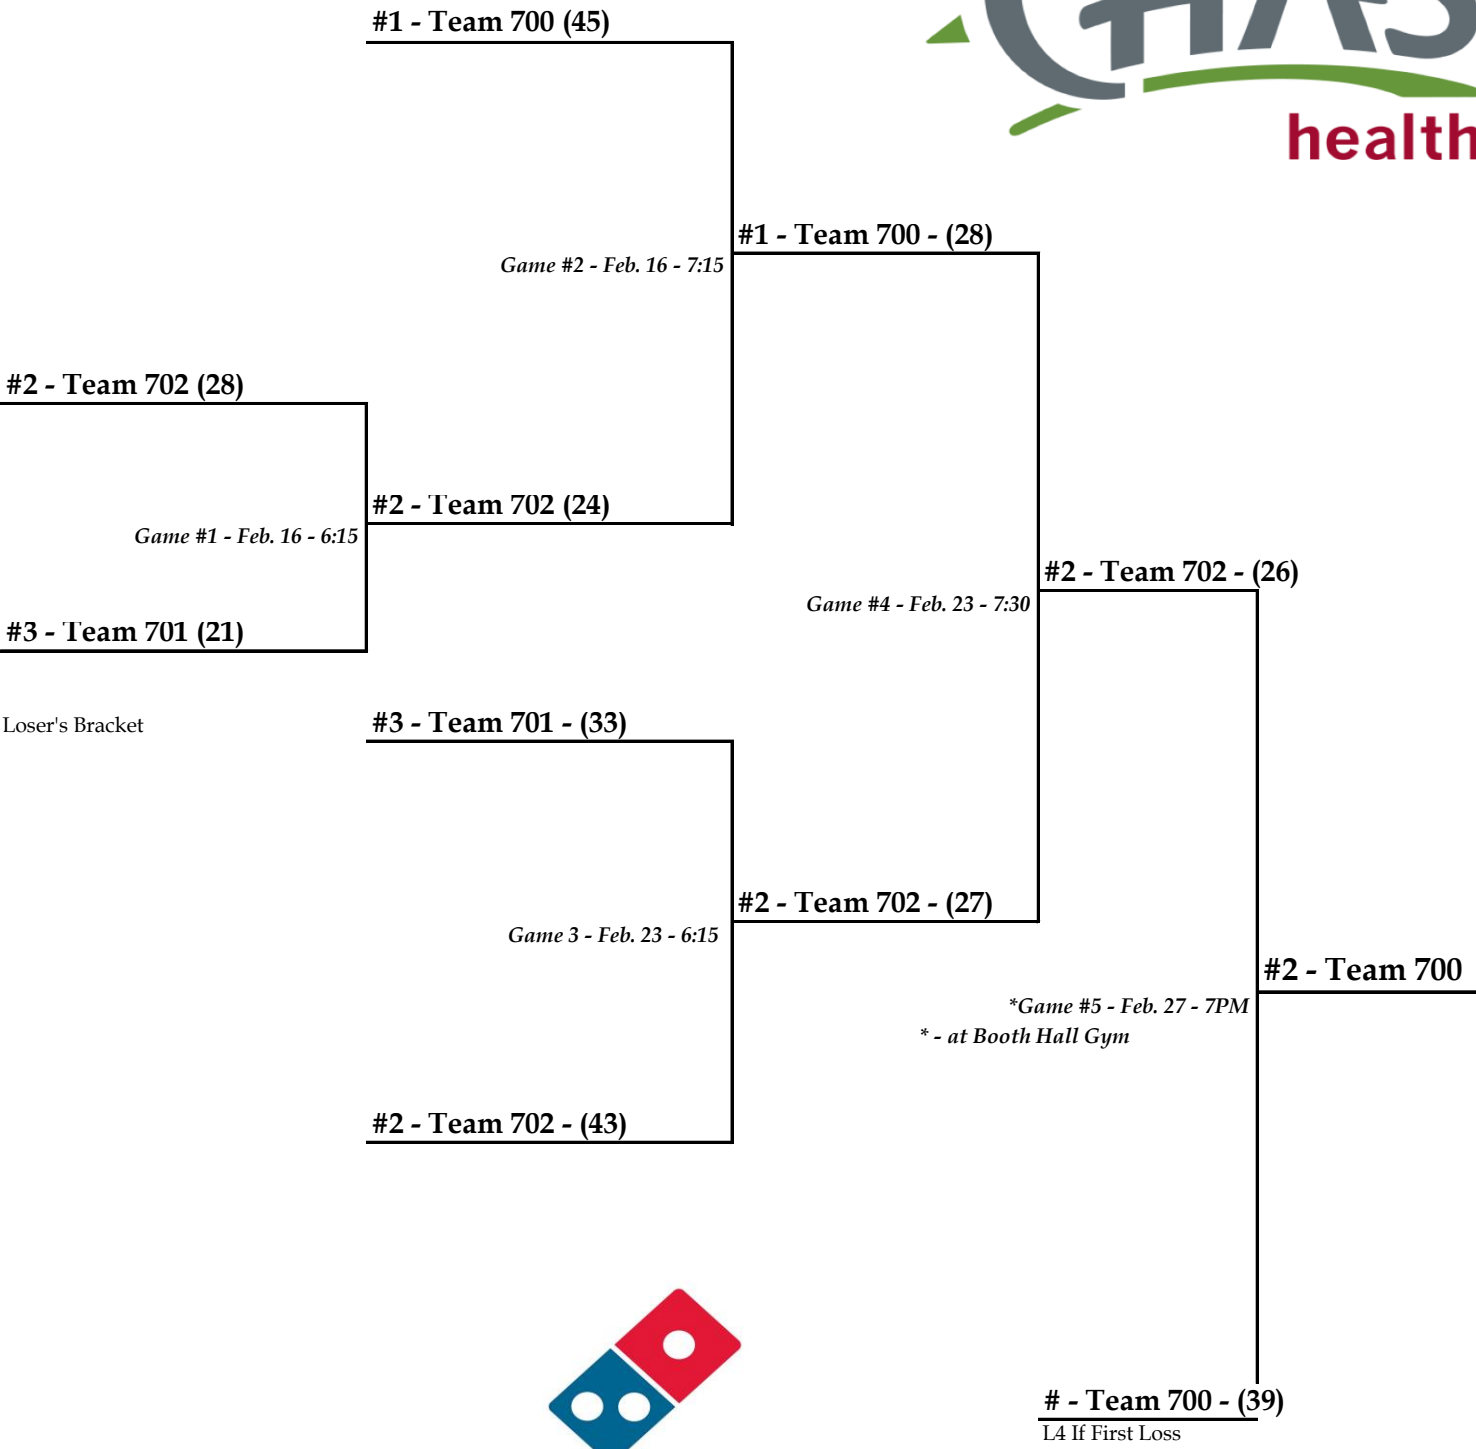 #1 - Team 700 (45)
health
#1 - Team 700 - (28)
Game #2 - Feb. 16 - 7:15
#2 - Team 702 (28)
#2 - Team 702 (24)
Game #1 - Feb. 16 - 6:15
#2 - Team 702 - (26)
Game #4 - Feb. 23 - 7:30
#3 - Team 701 (21)
Loser's Bracket
#3 - Team 701 - (33)
#2 - Team 702 - (27)
Game 3 - Feb. 23 - 6:15
#2 - Team 700
*Game #5 - Feb. 27 - 7PM
* - at Booth Hall Gym
#2 - Team 702 - (43)
# - Team 700 - (39)
L4 If First Loss